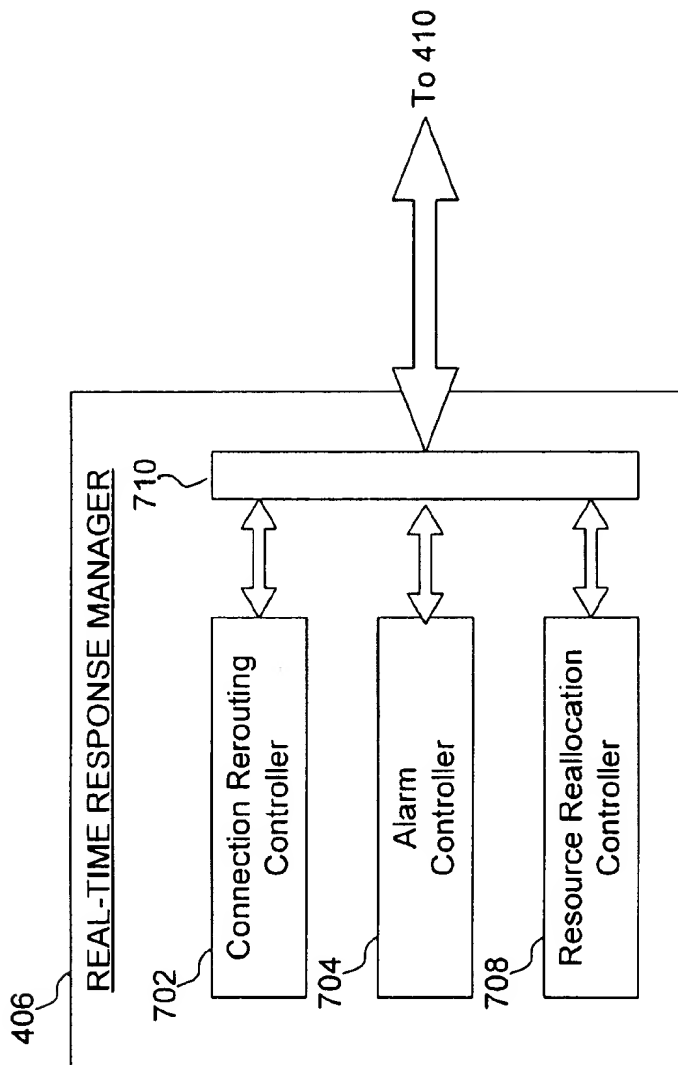 406
REAL-TIME RESPONSE MANAGER
702
Connection Rerouting
Controller
704
Alarm
Controller
708
Resource Reallocation
Controller
710
To 410